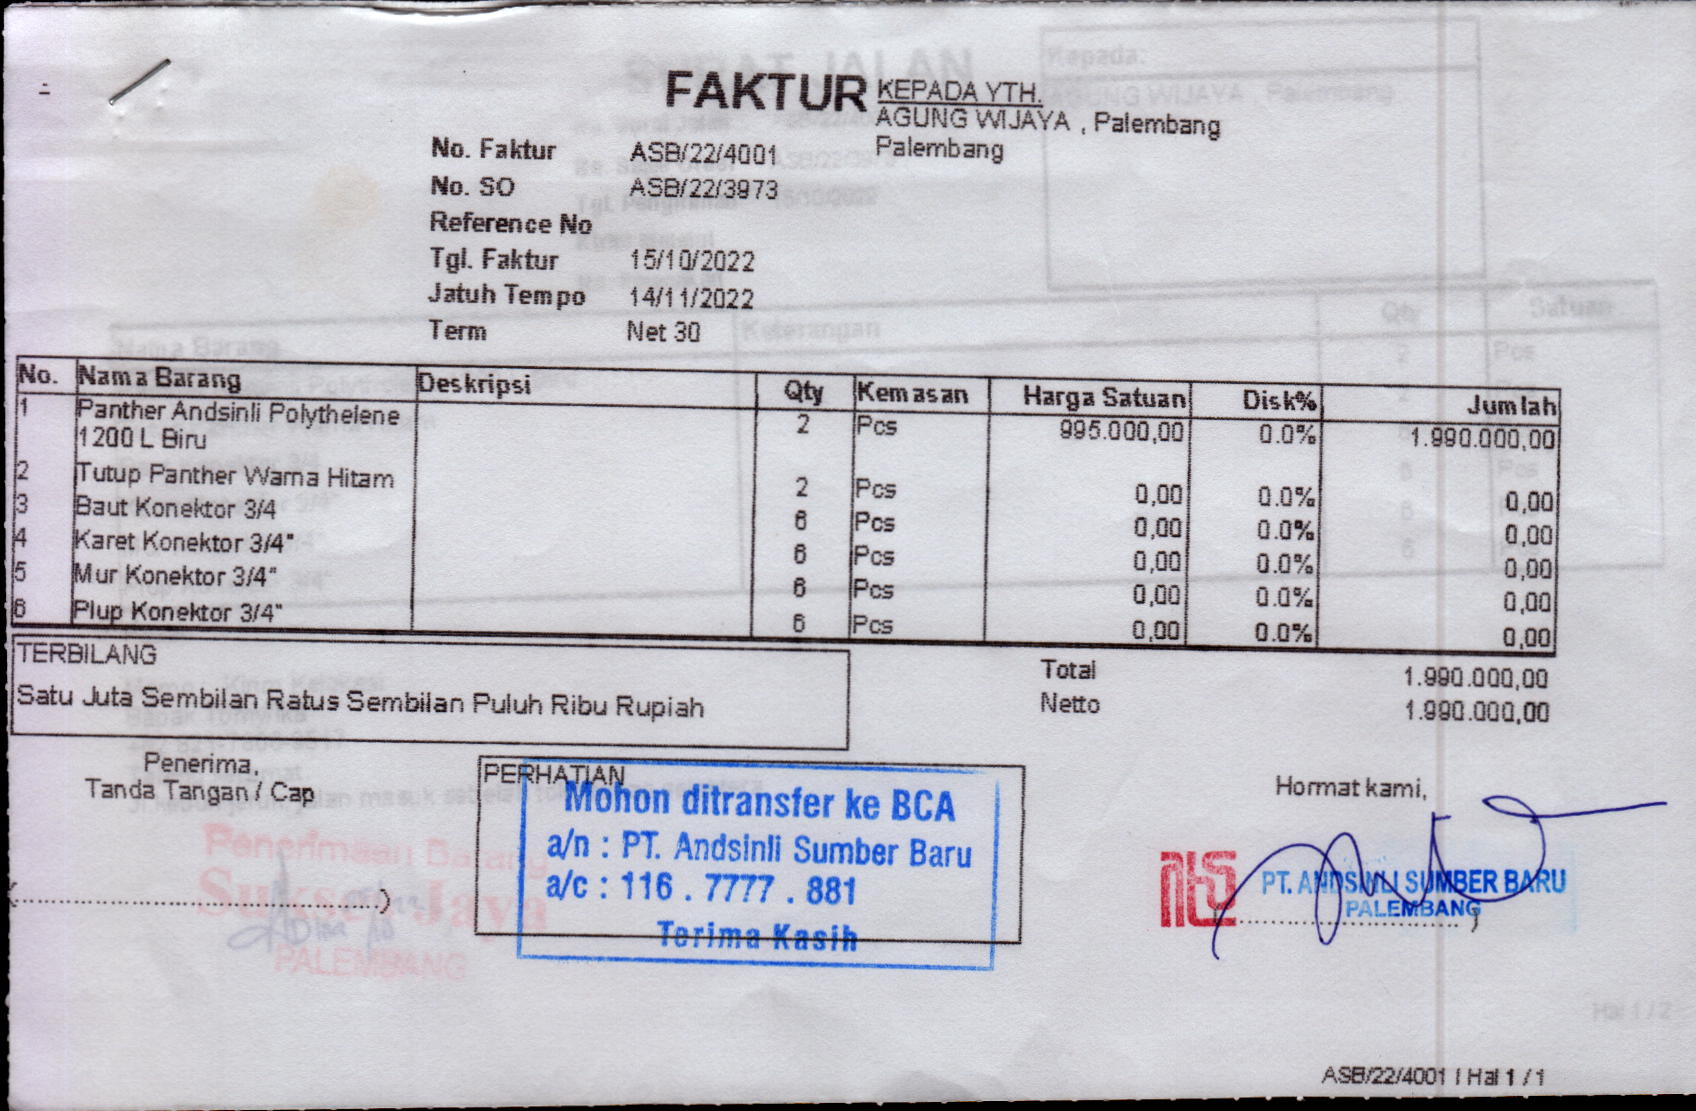 FAKTUR
KEPADA YTH.
AGUNG WIJAYA , Palembang
Palembang
No. Faktur ASB/22/4001
No. SO ASB/22/3973
Reference No
Tgl. Faktur 15/10/2022
Jatuh Tempo 14/11/2022
Term Net 30
No. Nama Barang Deskripsi Qty Kemasan Harga Satuan Disk% Jumlah
1 Panther Andsinli Polythelene 2 Pcs 995.000,00 0.0% 1.990.000,00
1200 L Biru
2 Tutup Panther Warna Hitam 2 Pcs 0,00 0.0% 0,00
3 Baut Konektor 3/4 6 Pcs 0,00 0.0% 0,00
4 Karet Konektor 3/4" 6 Pcs 0,00 0.0% 0,00
5 Mur Konektor 3/4" 6 Pcs 0,00 0.0% 0,00
6 Plup Konektor 3/4" 6 Pcs 0,00 0.0% 0,00
TERBILANG
Satu Juta Sembilan Ratus Sembilan Puluh Ribu Rupiah
Total 1.990.000,00
Netto 1.990.000,00
Penerima,
Tanda Tangan / Cap
Penerimaan Barang
Sukses Jaya
PALEMBANG
PERHATIAN
Mohon ditransfer ke BCA
a/n : PT. Andsinli Sumber Baru
a/c : 116 . 7777 . 881
Terima Kasih
Hormat kami,
PT. ANDSINLI SUMBER BARU
PALEMBANG
ASB/22/4001 / Hal 1 / 1